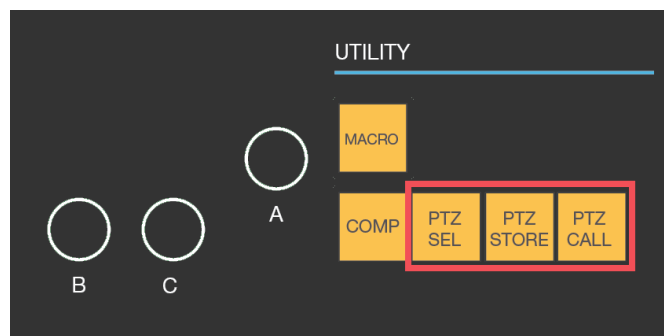 UTILITY
MACRO
A
COMP
PTZ
SEL
PTZ
STORE
PTZ
CALL
B
C